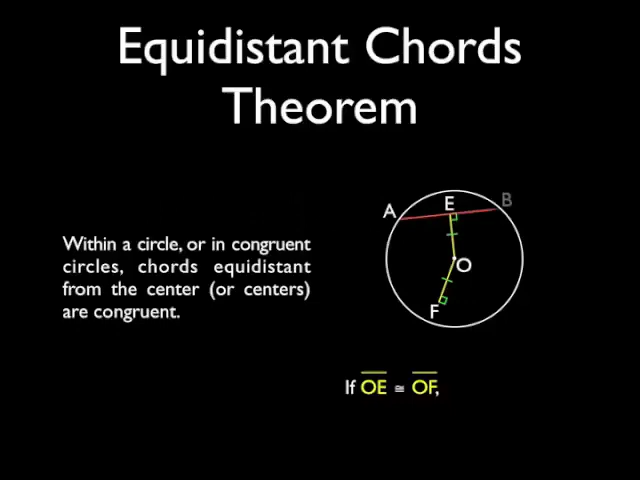 Equidistant Chords
Theorem
Within a circle, or in congruent
circles, chords equidistant
from the center (or centers)
are congruent.
A
E
B
O
F
If OE ≅ OF,